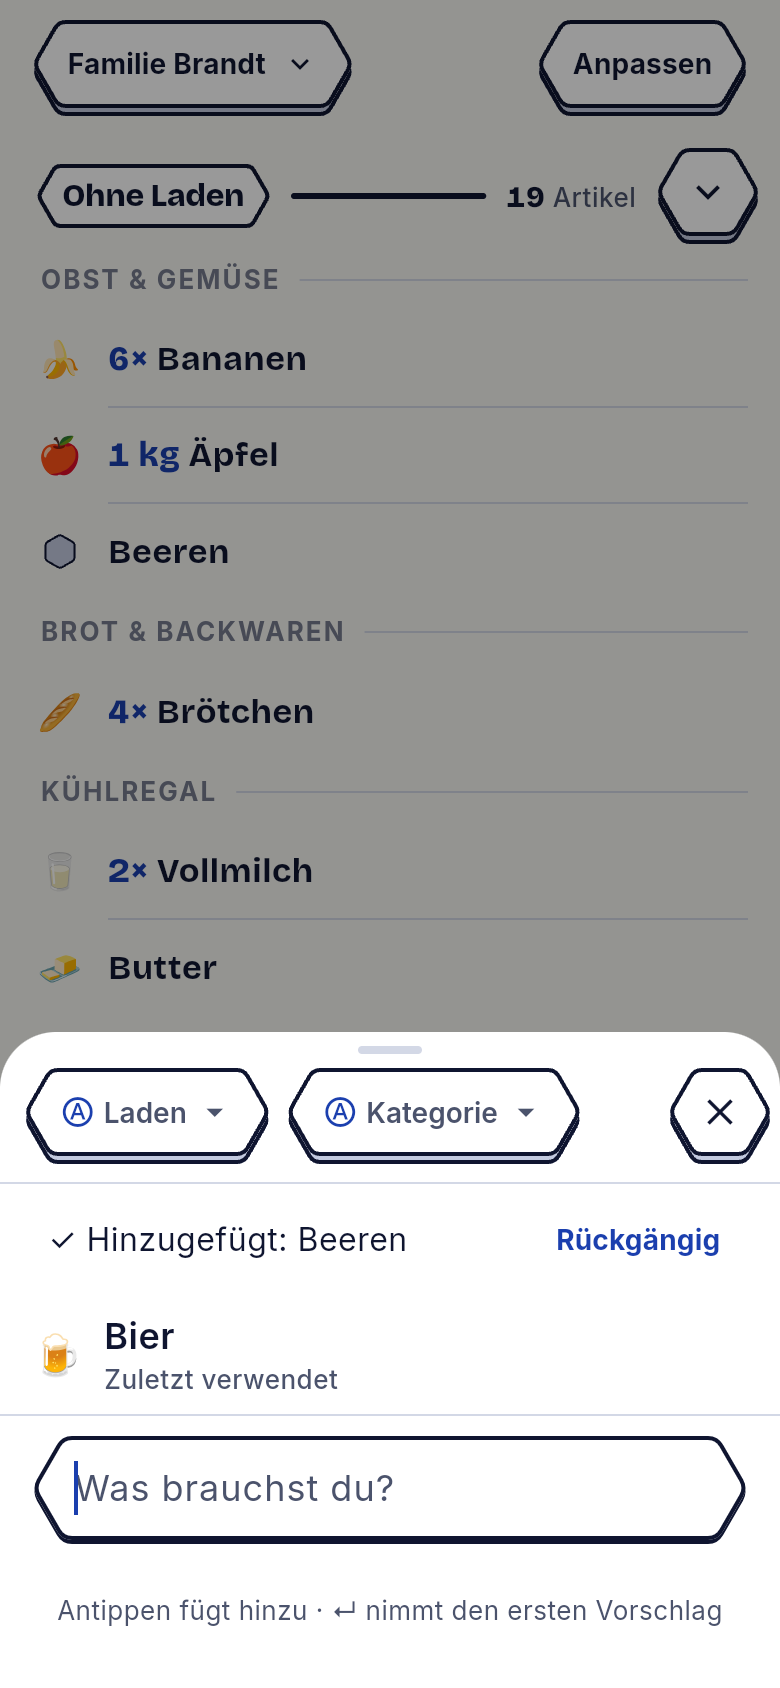 Familie Brandt
Anpassen
Ohne Laden
19 Artikel
OBST & GEMÜSE
6× Bananen
1 kg Äpfel
Beeren
BROT & BACKWAREN
4× Brötchen
KÜHLREGAL
2× Vollmilch
Butter
A Laden
A Kategorie
✓ Hinzugefügt: Beeren
Rückgängig
Bier
Zuletzt verwendet
Was brauchst du?
Antippen fügt hinzu · ↵ nimmt den ersten Vorschlag